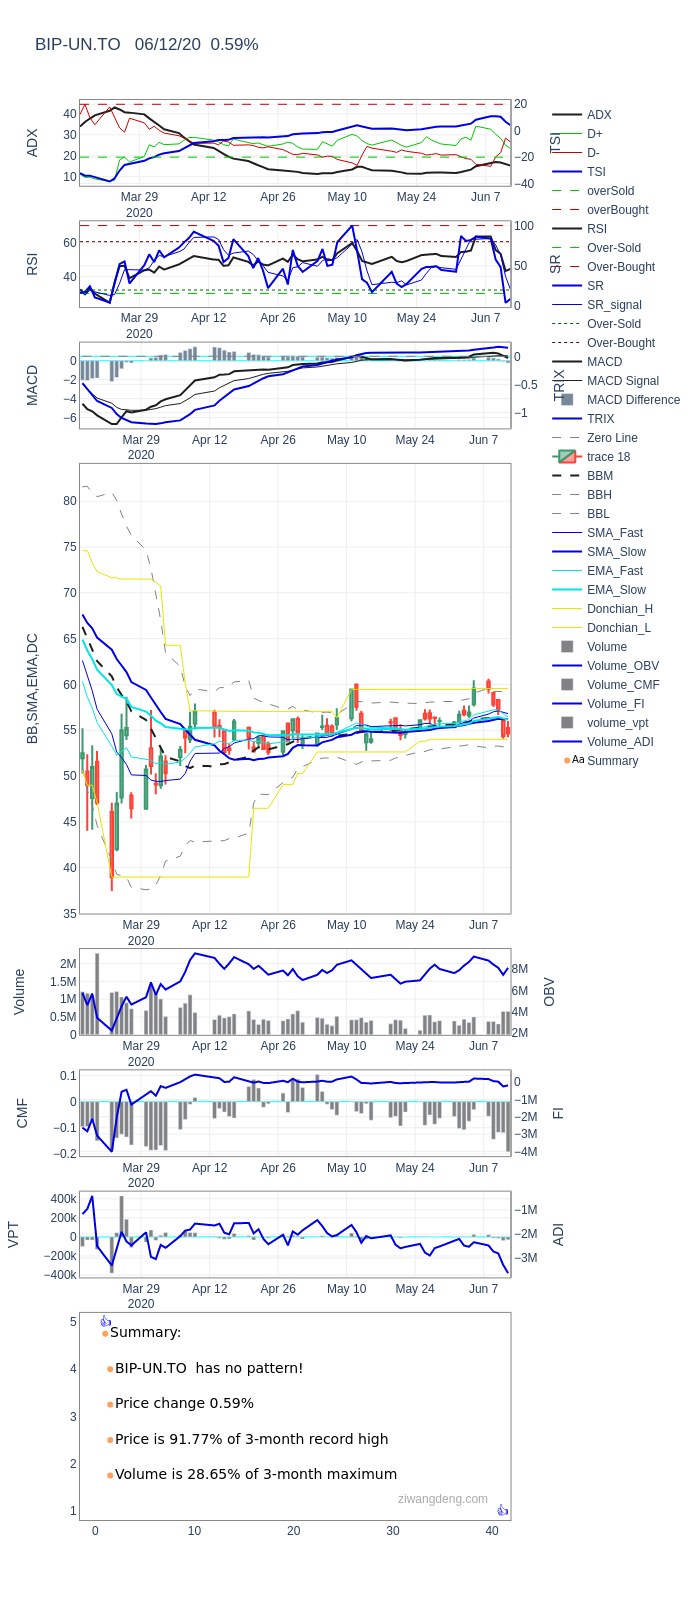 BIP-UN.TO   06/12/20  0.59%
ADX
40
30
20
10
20
0
−20
−40
TSI
Mar 29
2020
Apr 12
Apr 26
May 10
May 24
Jun 7
RSI
60
40
100
50
0
SR
Mar 29
2020
Apr 12
Apr 26
May 10
May 24
Jun 7
MACD
0
−2
−4
−6
0
−0.5
−1
TRIX
Mar 29
2020
Apr 12
Apr 26
May 10
May 24
Jun 7
BB,SMA,EMA,DC
80
75
70
65
60
55
50
45
40
35
Mar 29
2020
Apr 12
Apr 26
May 10
May 24
Jun 7
Volume
2M
1.5M
1M
0.5M
0
8M
6M
4M
2M
OBV
Mar 29
2020
Apr 12
Apr 26
May 10
May 24
Jun 7
CMF
0.1
0
−0.1
−0.2
0
−1M
−2M
−3M
−4M
FI
Mar 29
2020
Apr 12
Apr 26
May 10
May 24
Jun 7
VPT
400k
200k
0
−200k
−400k
−1M
−2M
−3M
ADI
Mar 29
2020
Apr 12
Apr 26
May 10
May 24
Jun 7
5
4
3
2
1
Summary:
BIP-UN.TO  has no pattern!
Price change 0.59%
Price is 91.77% of 3-month record high
Volume is 28.65% of 3-month maximum
ziwangdeng.com
0
10
20
30
40
ADX
D+
D-
TSI
overSold
overBought
RSI
Over-Sold
Over-Bought
SR
SR_signal
Over-Sold
Over-Bought
MACD
MACD Signal
MACD Difference
TRIX
Zero Line
trace 18
BBM
BBH
BBL
SMA_Fast
SMA_Slow
EMA_Fast
EMA_Slow
Donchian_H
Donchian_L
Volume
Volume_OBV
Volume_CMF
Volume_FI
volume_vpt
Volume_ADI
Aa Summary